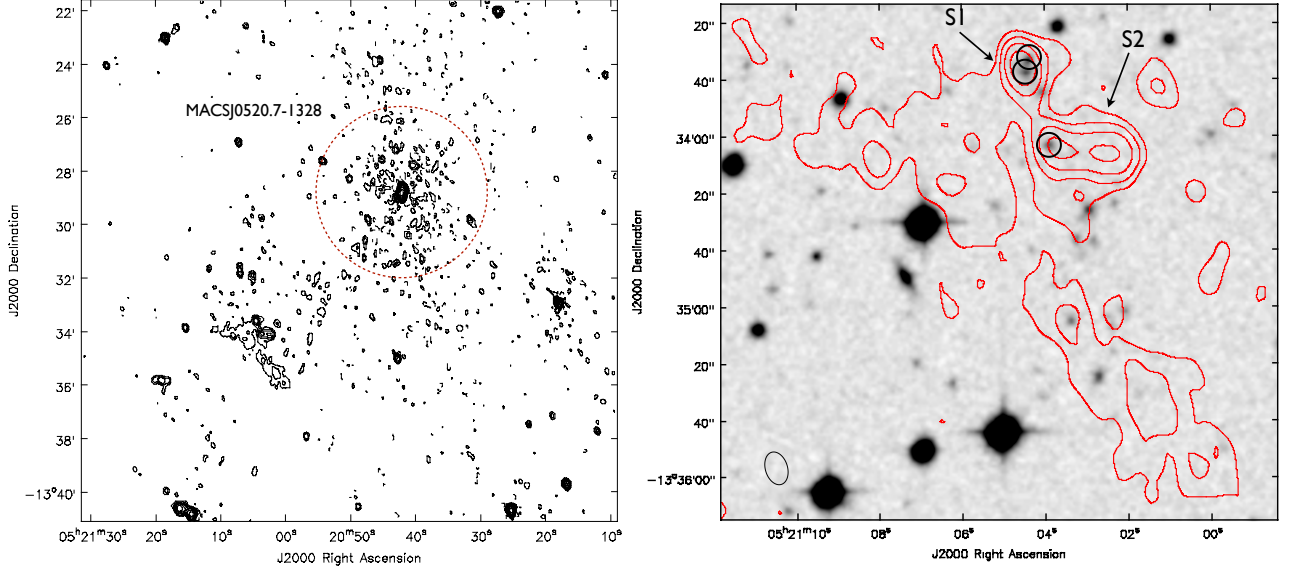 22'
24'
MACSJ0520.7-1328
26'
28'
30'
32'
34'
36'
38'
−13°40'
05ʰ21ᵐ30ˢ
20ˢ
10ˢ
00ˢ
50ˢ
40ˢ
30ˢ
20ˢ
10ˢ
J2000 Right Ascension
J2000 Declination
S1
S2
20"
40"
34'00"
20"
40"
35'00"
20"
40"
−13°36'00"
05ʰ21ᵐ10ˢ
08ˢ
06ˢ
04ˢ
02ˢ
00ˢ
J2000 Right Ascension
J2000 Declination